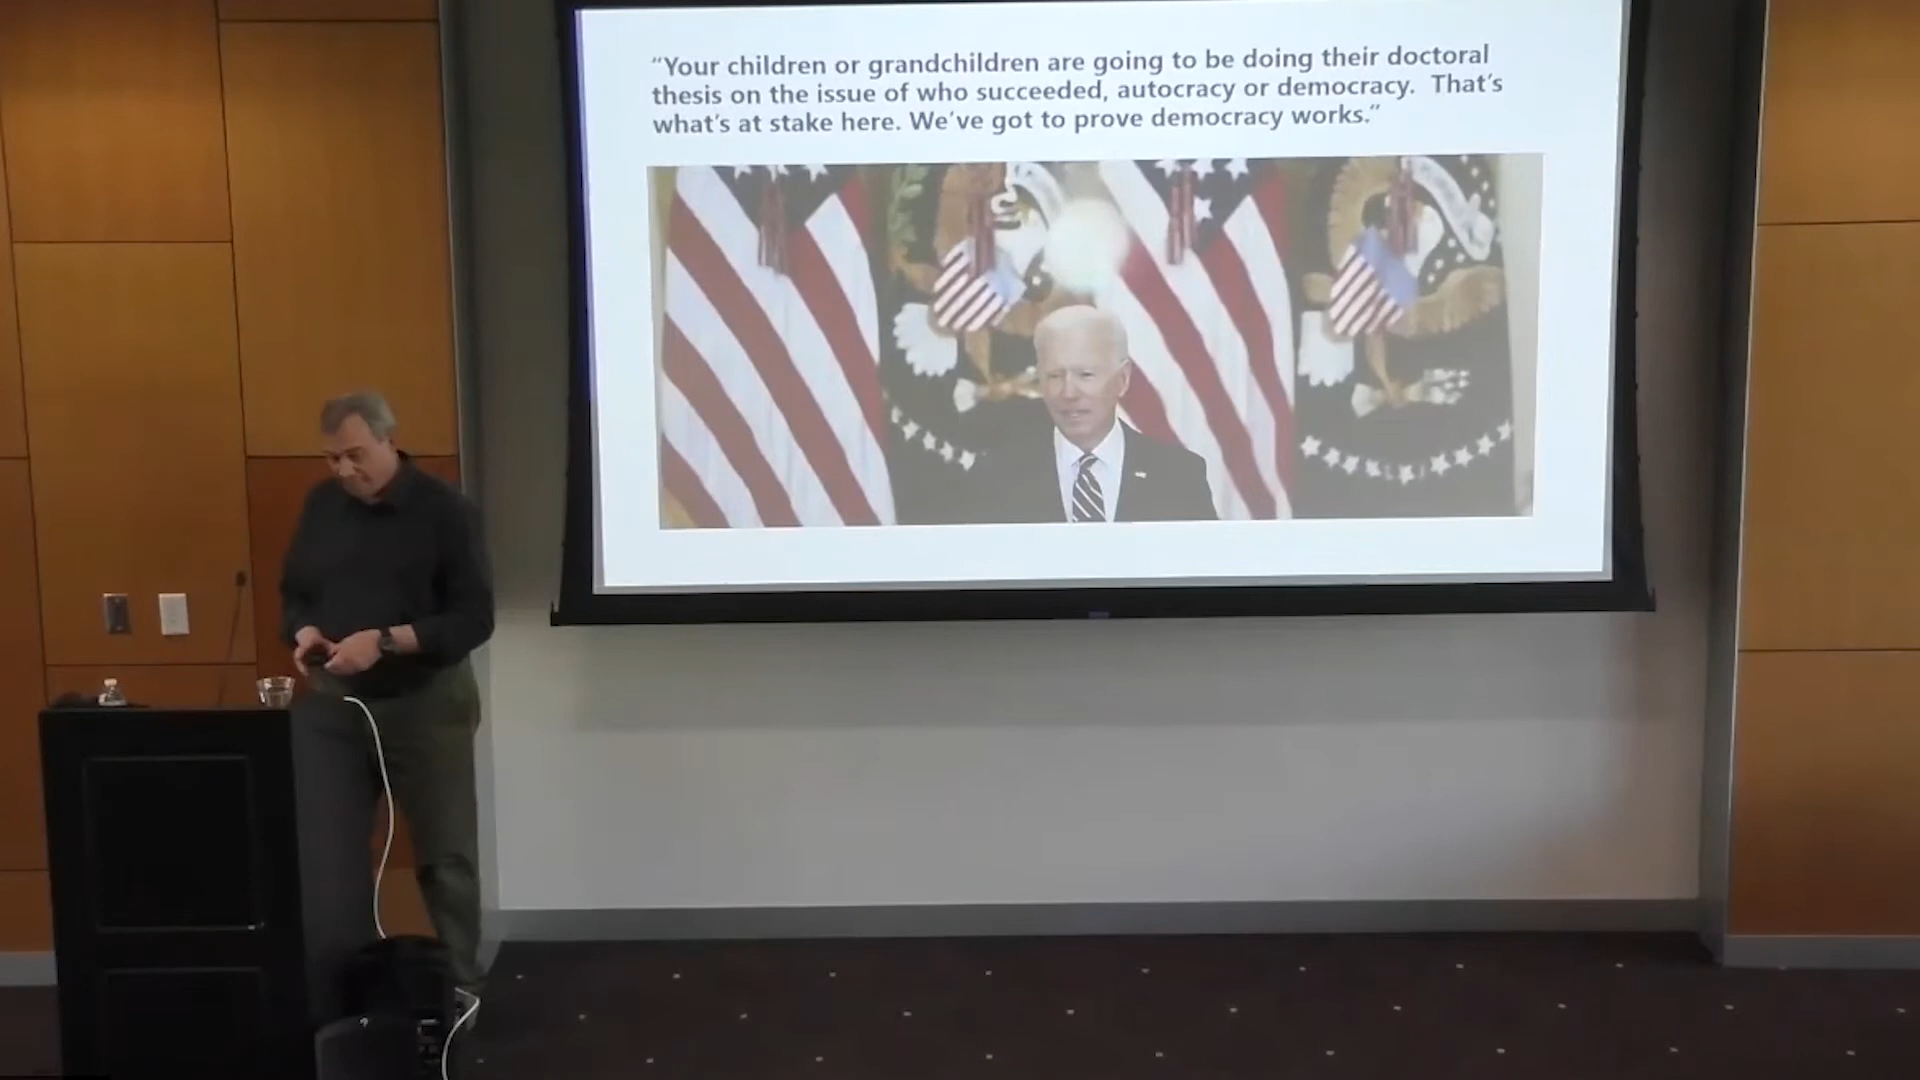 “Your children or grandchildren are going to be doing their doctoral
thesis on the issue of who succeeded, autocracy or democracy.  That’s
what’s at stake here. We’ve got to prove democracy works.”